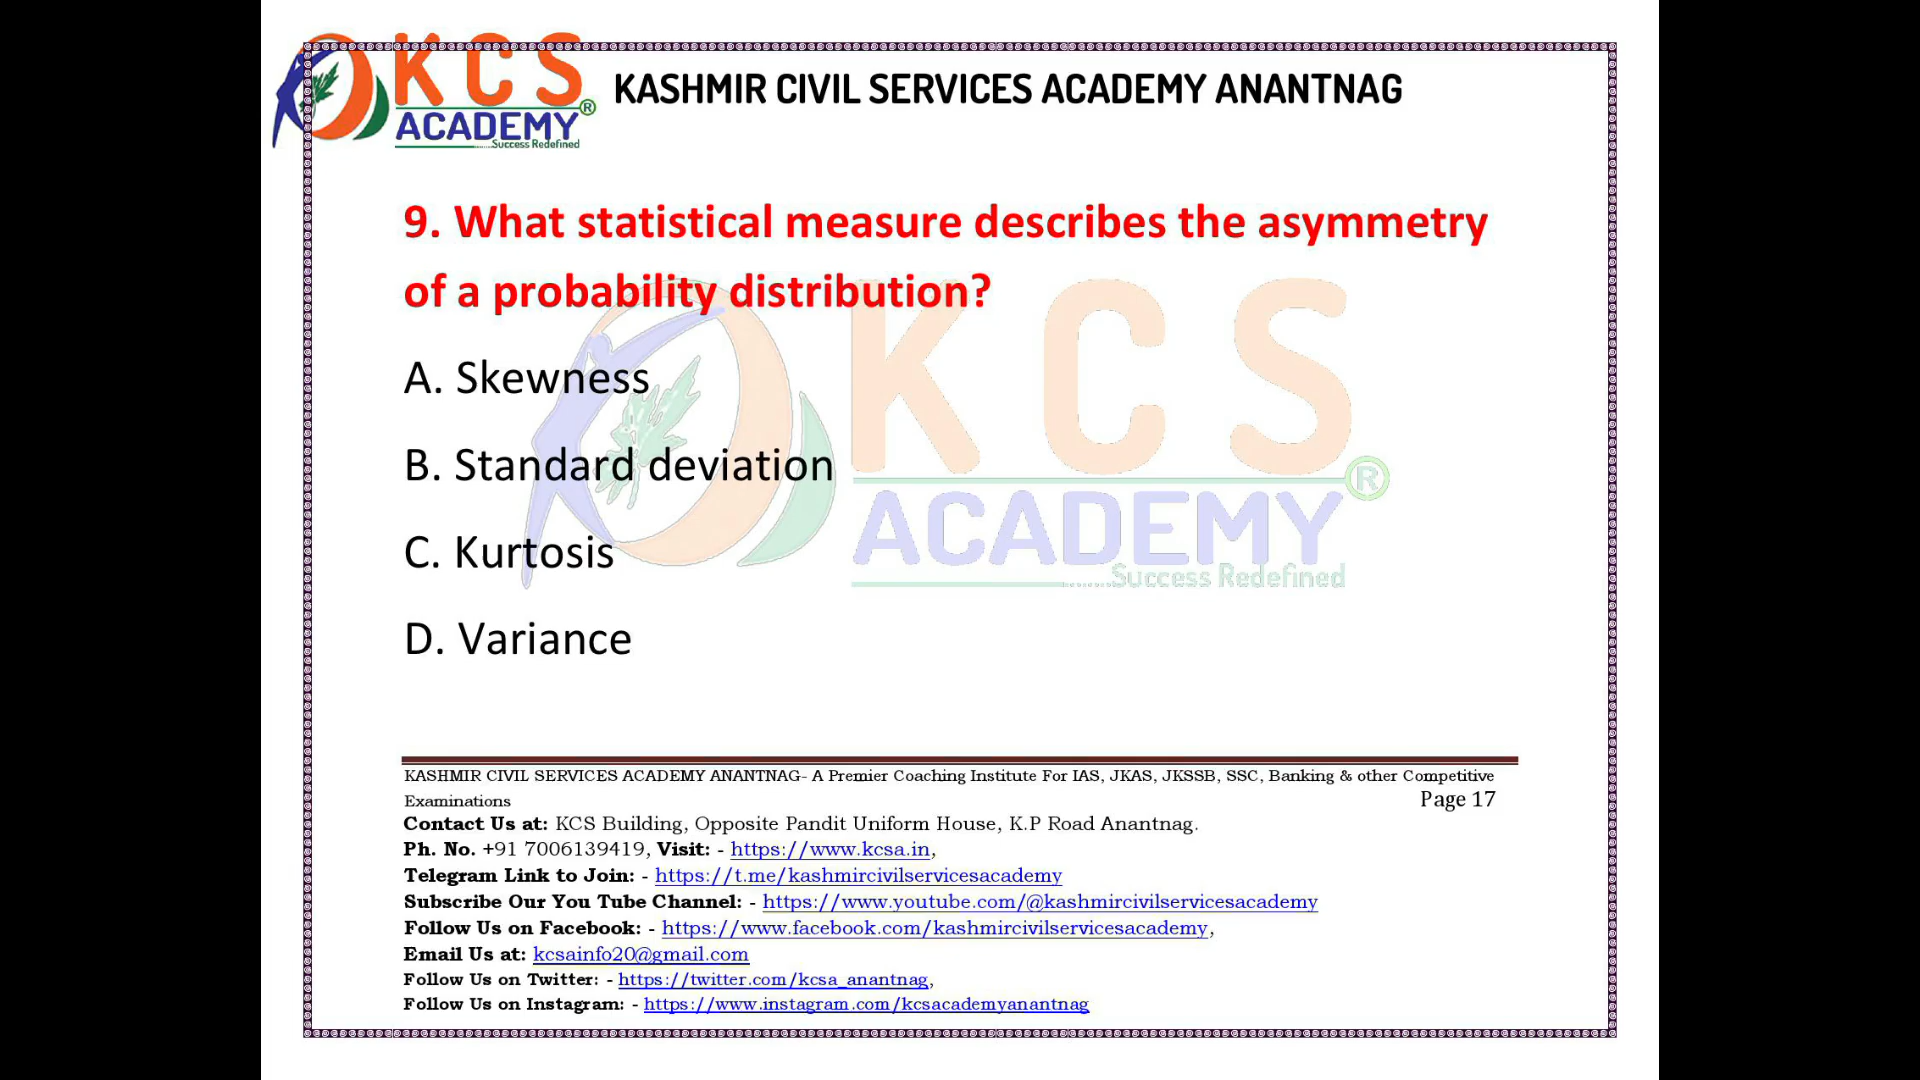 KCS
ACADEMY®
......Success Redefined
KASHMIR CIVIL SERVICES ACADEMY ANANTNAG
9. What statistical measure describes the asymmetry
of a probability distribution?
A. Skewness
B. Standard deviation
C. Kurtosis
D. Variance
KCS
ACADEMY®
.......Success Redefined
KASHMIR CIVIL SERVICES ACADEMY ANANTNAG- A Premier Coaching Institute For IAS, JKAS, JKSSB, SSC, Banking & other Competitive
Examinations Page 17
Contact Us at: KCS Building, Opposite Pandit Uniform House, K.P Road Anantnag.
Ph. No. +91 7006139419, Visit: - https://www.kcsa.in,
Telegram Link to Join: - https://t.me/kashmircivilservicesacademy
Subscribe Our You Tube Channel: - https://www.youtube.com/@kashmircivilservicesacademy
Follow Us on Facebook: - https://www.facebook.com/kashmircivilservicesacademy,
Email Us at: kcsainfo20@gmail.com
Follow Us on Twitter: - https://twitter.com/kcsa_anantnag,
Follow Us on Instagram: - https://www.instagram.com/kcsacademyanantnag